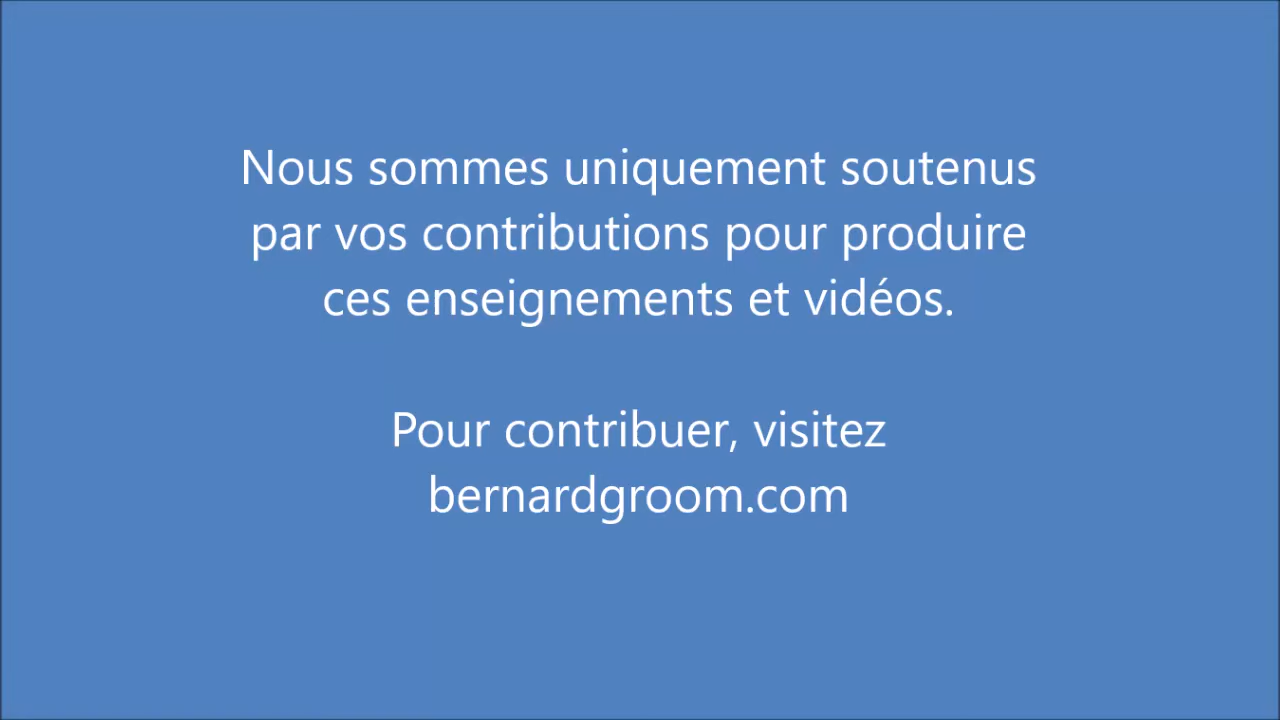 Nous sommes uniquement soutenus
par vos contributions pour produire
ces enseignements et vidéos.
Pour contribuer, visitez
bernardgroom.com